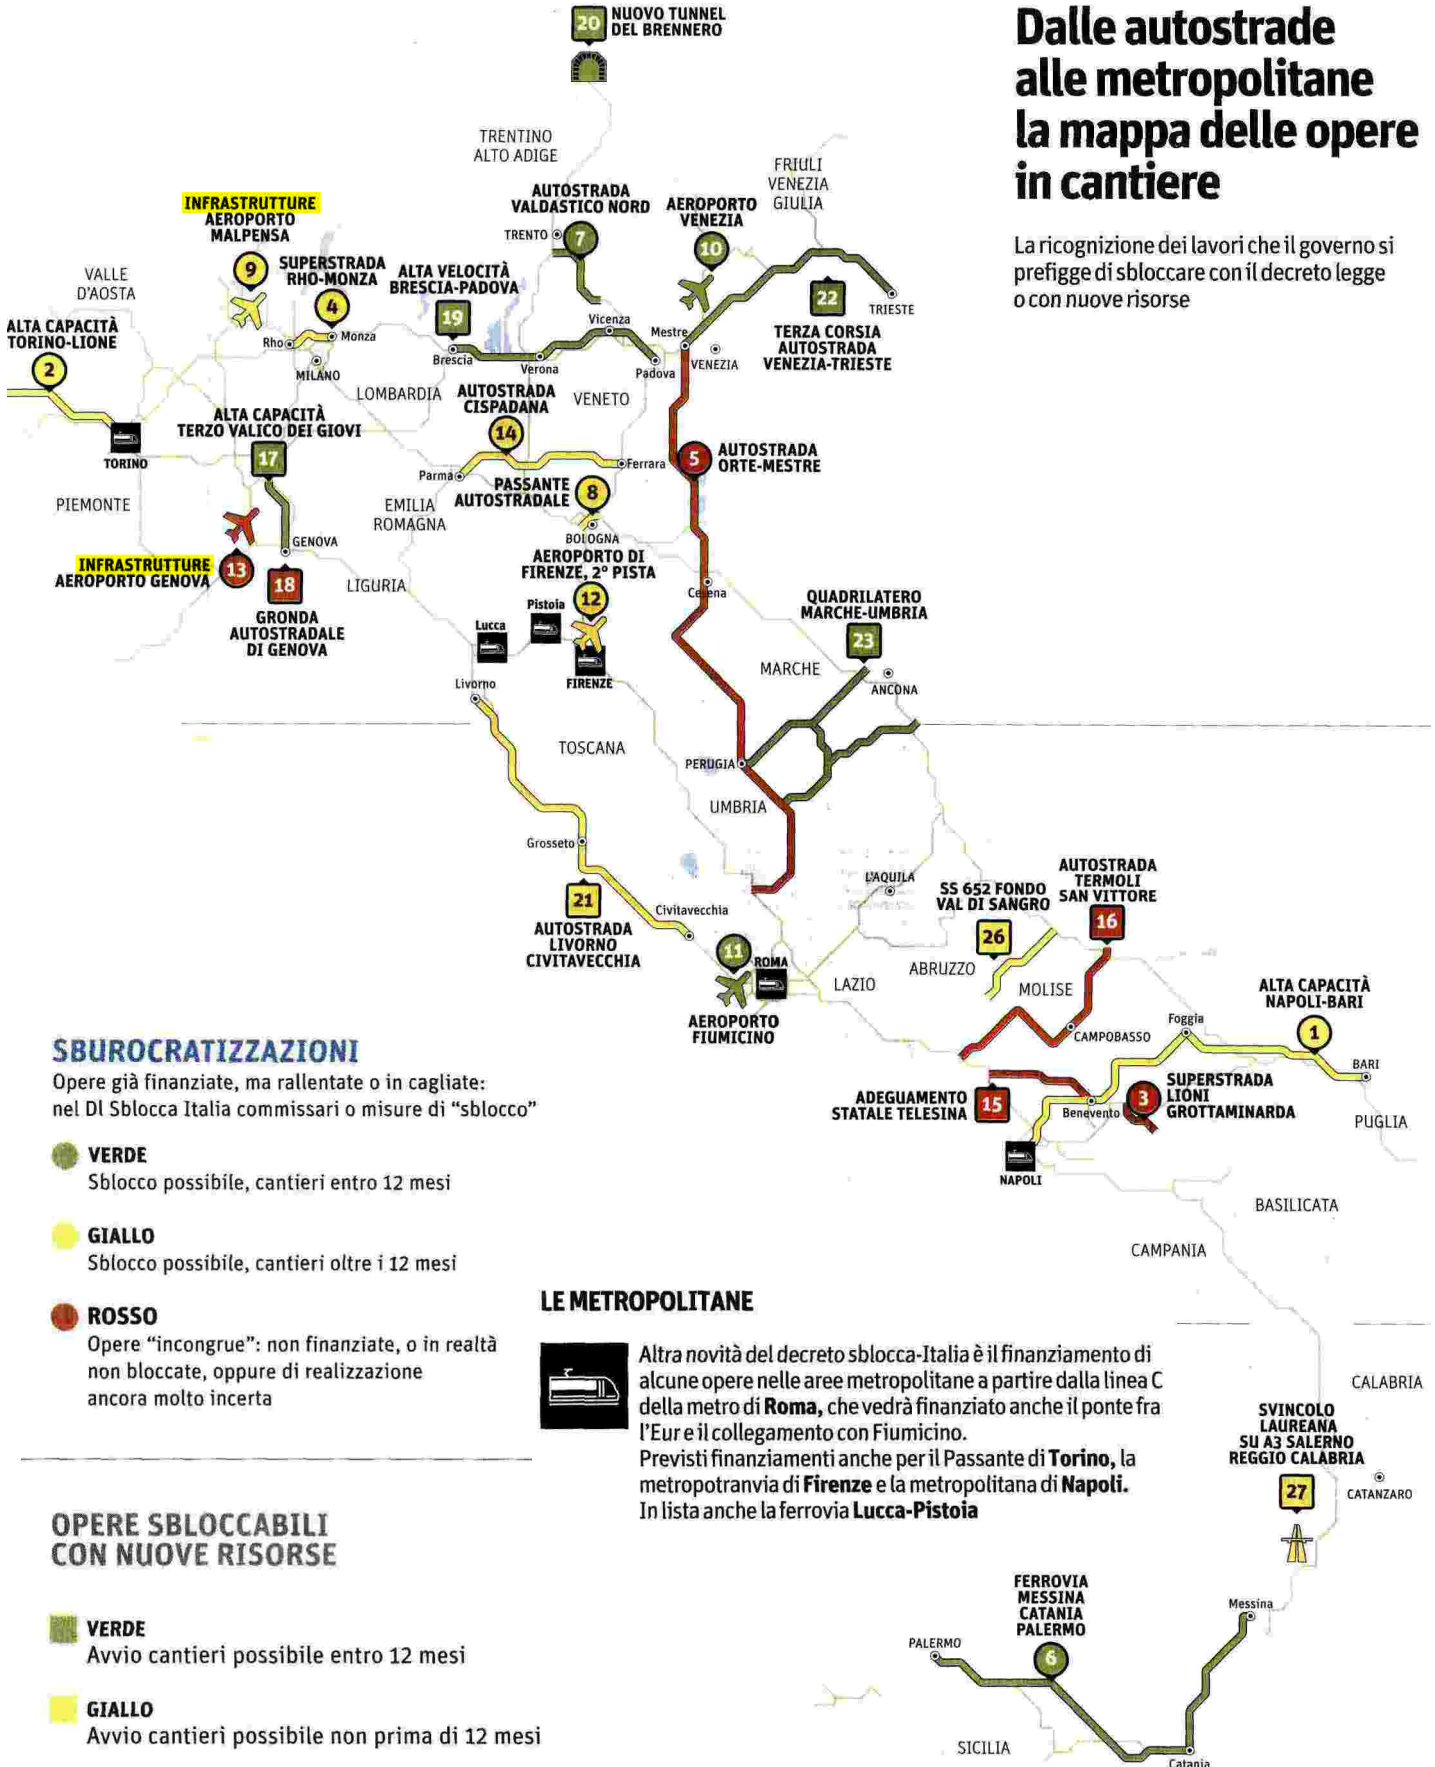 Dalle autostrade
alle metropolitane
la mappa delle opere
in cantiere
La ricognizione dei lavori che il governo si
prefigge di sbloccare con il decreto legge
o con nuove risorse
20
NUOVO TUNNEL
DEL BRENNERO
TRENTINO
ALTO ADIGE
FRIULI
VENEZIA
GIULIA
AUTOSTRADA
VALDASTICO NORD
TRENTO
7
AEROPORTO
VENEZIA
10
INFRASTRUTTURE
AEROPORTO
MALPENSA
9
SUPERSTRADA
RHO-MONZA
4
ALTA VELOCITÀ
BRESCIA-PADOVA
19
VALLE
D'AOSTA
ALTA CAPACITÀ
TORINO-LIONE
2
Rho
Monza
MILANO
Brescia
Verona
Vicenza
Padova
Mestre
VENEZIA
22
TRIESTE
TERZA CORSIA
AUTOSTRADA
VENEZIA-TRIESTE
LOMBARDIA
VENETO
AUTOSTRADA
CISPADANA
14
ALTA CAPACITÀ
TERZO VALICO DEI GIOVI
17
TORINO
PIEMONTE
Parma
Ferrara
5
AUTOSTRADA
ORTE-MESTRE
EMILIA
ROMAGNA
PASSANTE
AUTOSTRADALE
8
BOLOGNA
GENOVA
INFRASTRUTTURE
AEROPORTO GENOVA
13
18
GRONDA
AUTOSTRADALE
DI GENOVA
LIGURIA
AEROPORTO DI
FIRENZE, 2° PISTA
12
Cesena
Pistoia
Lucca
FIRENZE
QUADRILATERO
MARCHE-UMBRIA
23
MARCHE
ANCONA
Livorno
TOSCANA
PERUGIA
UMBRIA
Grosseto
21
AUTOSTRADA
LIVORNO
CIVITAVECCHIA
Civitavecchia
L'AQUILA
SS 652 FONDO
VAL DI SANGRO
26
AUTOSTRADA
TERMOLI
SAN VITTORE
16
11
ROMA
AEROPORTO
FIUMICINO
LAZIO
ABRUZZO
MOLISE
CAMPOBASSO
Foggia
ALTA CAPACITÀ
NAPOLI-BARI
1
BARI
PUGLIA
ADEGUAMENTO
STATALE TELESINA
15
Benevento
3
SUPERSTRADA
LIONI
GROTTAMINARDA
NAPOLI
BASILICATA
CAMPANIA
SBUROCRATIZZAZIONI
Opere già finanziate, ma rallentate o in cagliate:
nel Dl Sblocca Italia commissari o misure di “sblocco”
VERDE
Sblocco possibile, cantieri entro 12 mesi
GIALLO
Sblocco possibile, cantieri oltre i 12 mesi
ROSSO
Opere “incongrue”: non finanziate, o in realtà
non bloccate, oppure di realizzazione
ancora molto incerta
OPERE SBLOCCABILI
CON NUOVE RISORSE
VERDE
Avvio cantieri possibile entro 12 mesi
GIALLO
Avvio cantieri possibile non prima di 12 mesi
LE METROPOLITANE
Altra novità del decreto sblocca-Italia è il finanziamento di
alcune opere nelle aree metropolitane a partire dalla linea C
della metro di Roma, che vedrà finanziato anche il ponte fra
l'Eur e il collegamento con Fiumicino.
Previsti finanziamenti anche per il Passante di Torino, la
metropotranvia di Firenze e la metropolitana di Napoli.
In lista anche la ferrovia Lucca-Pistoia
CALABRIA
SVINCOLO
LAUREANA
SU A3 SALERNO
REGGIO CALABRIA
27
CATANZARO
FERROVIA
MESSINA
CATANIA
PALERMO
6
PALERMO
Messina
SICILIA
Catania